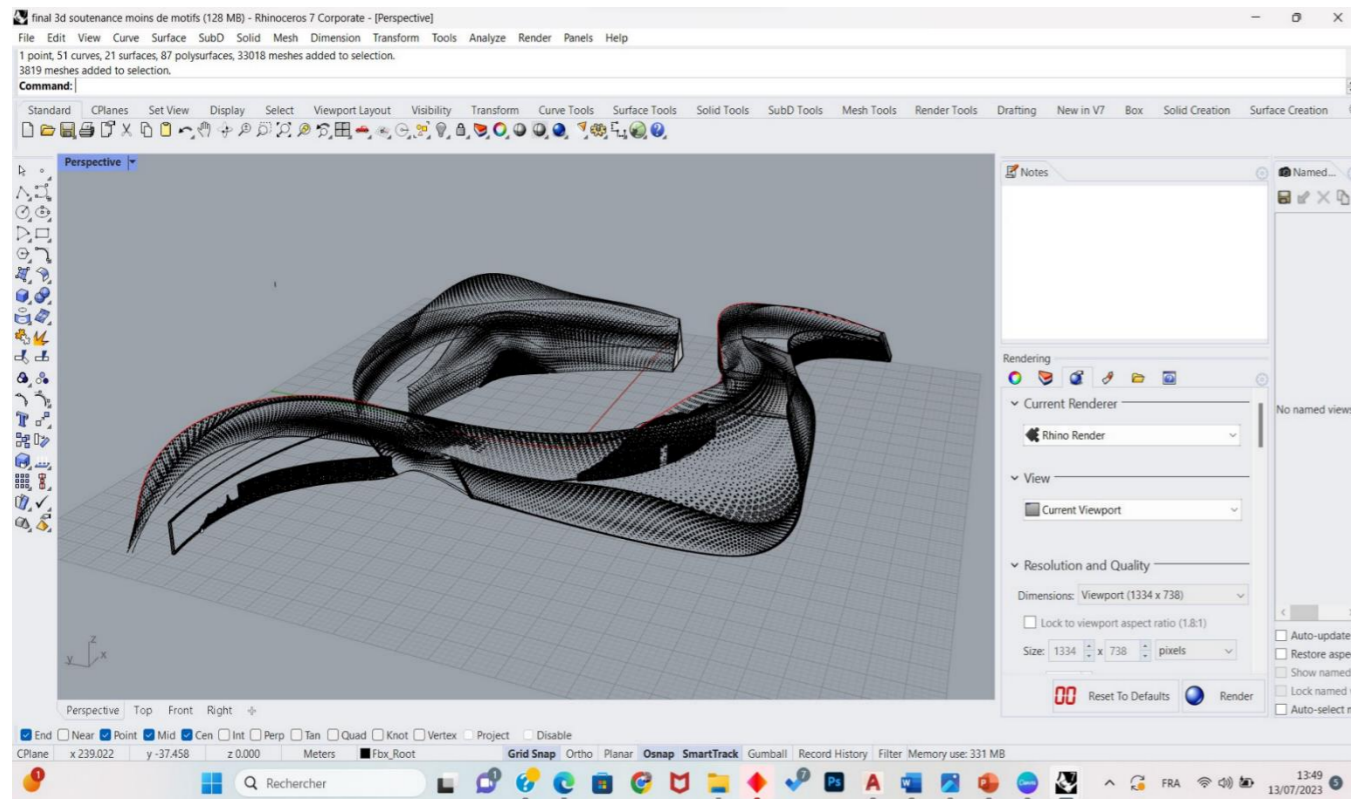 final 3d soutenance moins de motifs (128 MB) - Rhinoceros 7 Corporate - [Perspective]
File Edit View Curve Surface SubD Solid Mesh Dimension Transform Tools Analyze Render Panels Help
1 point, 51 curves, 21 surfaces, 87 polysurfaces, 33018 meshes added to selection.
3819 meshes added to selection.
Command:
Standard CPlanes Set View Display Select Viewport Layout Visibility Transform Curve Tools Surface Tools Solid Tools SubD Tools Mesh Tools Render Tools Drafting New in V7 Box Solid Creation Surface Creation
Perspective
Notes
Named...
Rendering
Current Renderer
Rhino Render
No named views
View
Current Viewport
Resolution and Quality
Dimensions: Viewport (1334 x 738)
Lock to viewport aspect ratio (1.8:1)
Size: 1334 x 738 pixels
Auto-update
Restore aspe
Show named
Lock named
Auto-select
Reset To Defaults Render
z
y x
Perspective Top Front Right
End Near Point Mid Cen Int Perp Tan Quad Knot Vertex Project Disable
CPlane x 239.022 y -37.458 z 0.000 Meters Fbx_Root Grid Snap Ortho Planar Osnap SmartTrack Gumball Record History Filter Memory use: 331 MB
Rechercher
FRA
13:49
13/07/2023